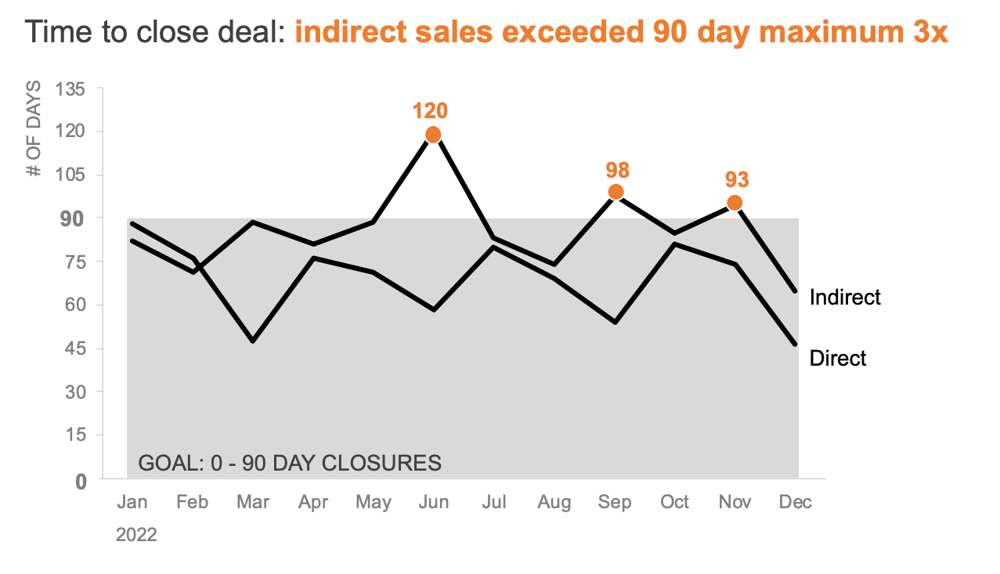 Time to close deal: indirect sales exceeded 90 day maximum 3x
# OF DAYS
135
120
105
90
75
60
45
30
15
0
120
98
93
Indirect
Direct
GOAL: 0 - 90 DAY CLOSURES
Jan Feb Mar Apr May Jun Jul Aug Sep Oct Nov Dec
2022